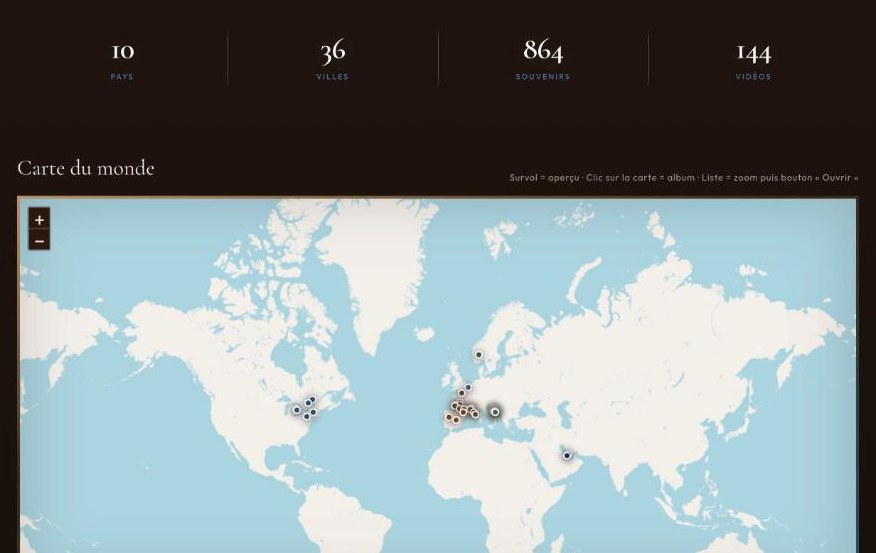 10 36 864 144
PAYS VILLES SOUVENIRS VIDÉOS
Carte du monde
Survol = aperçu · Clic sur la carte = album · Liste = zoom puis bouton « Ouvrir »
+
−